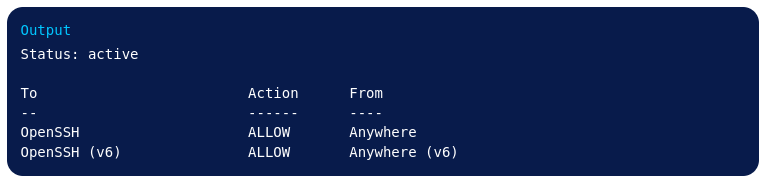 Output
Status: active
To                         Action      From
--                         ------      ----
OpenSSH                    ALLOW       Anywhere
OpenSSH (v6)               ALLOW       Anywhere (v6)